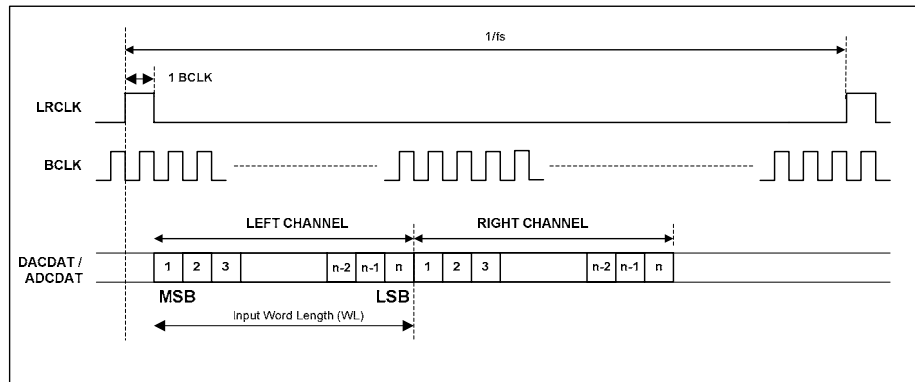 1/fs
1 BCLK
LRCLK
BCLK
LEFT CHANNEL
RIGHT CHANNEL
DACDAT /
ADCDAT
1 2 3 n-2 n-1 n 1 2 3 n-2 n-1 n
MSB LSB
Input Word Length (WL)